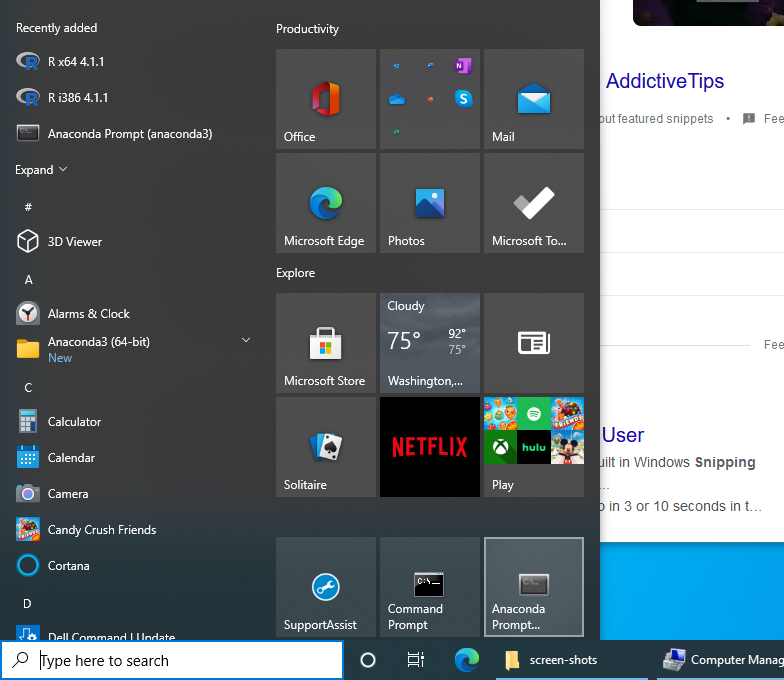 Recently added
R x64 4.1.1
R i386 4.1.1
Anaconda Prompt (anaconda3)
Expand
#
3D Viewer
A
Alarms & Clock
Anaconda3 (64-bit)
New
C
Calculator
Calendar
Camera
Candy Crush Friends
Cortana
D
Dell Command | Update
Productivity
Office
Mail
Microsoft Edge
Photos
Microsoft To...
Explore
Microsoft Store
Cloudy
75°
92°
75°
Washington,...
Solitaire
NETFLIX
hulu
FRIENDS
Play
SupportAssist
Command
Prompt
C:\_
Anaconda
Prompt...
AddictiveTips
out featured snippets • Fee
Fee
User
uilt in Windows Snipping
...
o in 3 or 10 seconds in t...
Type here to search
screen-shots
Computer Manag